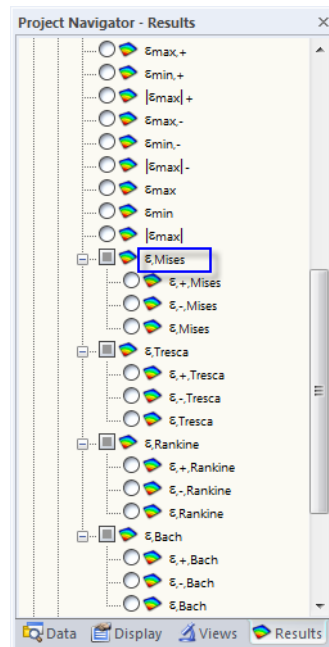 Project Navigator - Results
εmax,+
εmin,+
|εmax| +
εmax,-
εmin,-
|εmax| -
εmax
εmin
|εmax|
ε,Mises
ε,+,Mises
ε,-,Mises
ε,Mises
ε,Tresca
ε,+,Tresca
ε,-,Tresca
ε,Tresca
ε,Rankine
ε,+,Rankine
ε,-,Rankine
ε,Rankine
ε,Bach
ε,+,Bach
ε,-,Bach
ε,Bach
Data Display Views Results